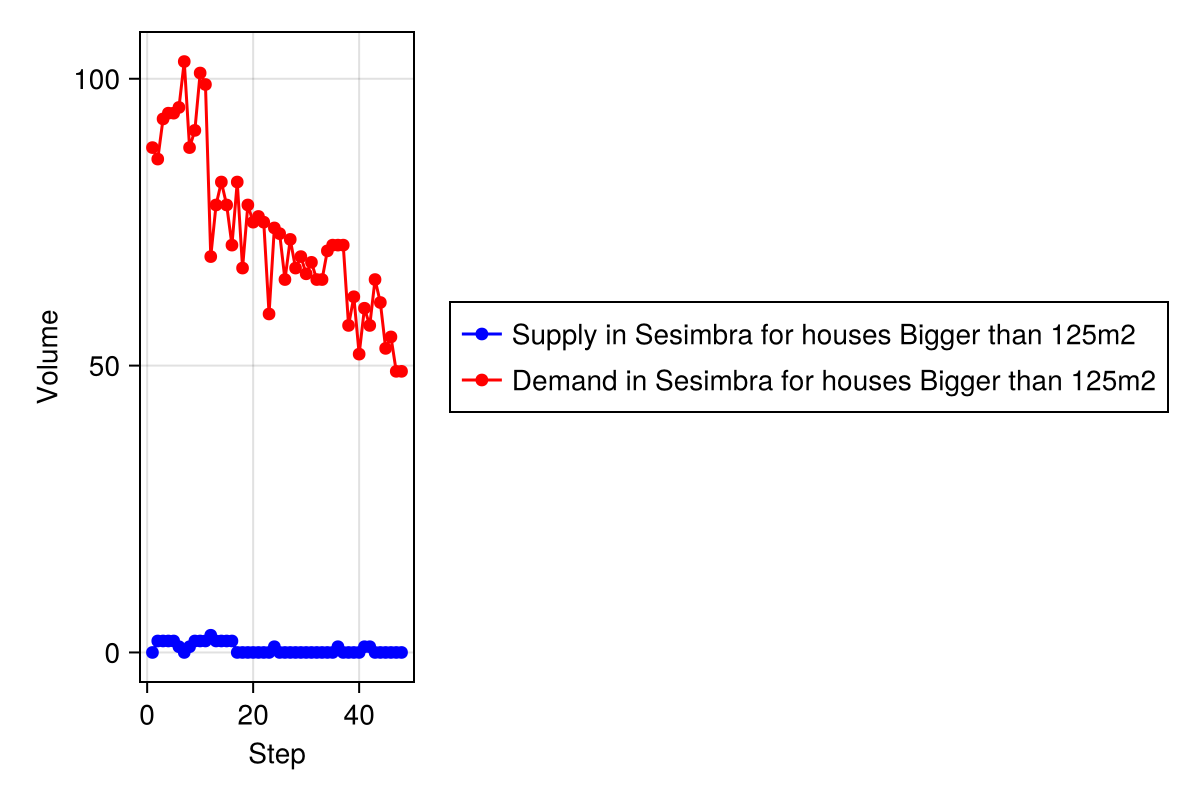 100
50
0
Volume
0 20 40
Step
Supply in Sesimbra for houses Bigger than 125m2
Demand in Sesimbra for houses Bigger than 125m2